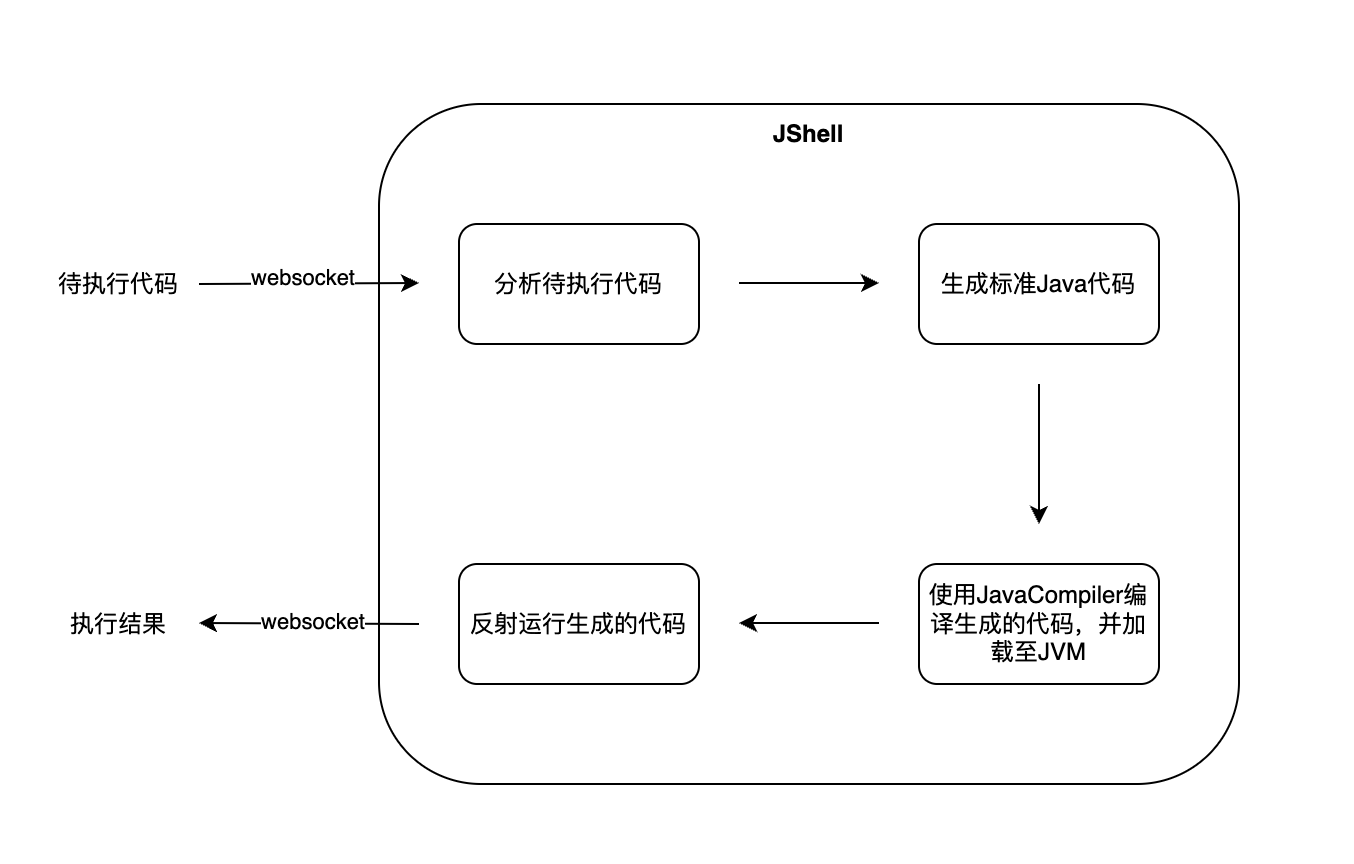 JShell
待执行代码
websocket
分析待执行代码
生成标准Java代码
执行结果
websocket
反射运行生成的代码
使用JavaCompiler编
译生成的代码，并加
载至JVM